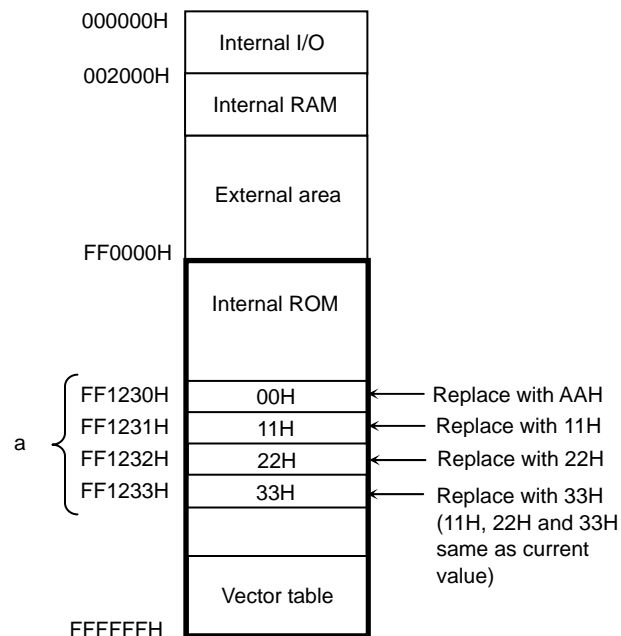 000000H
Internal I/O
002000H
Internal RAM
External area
FF0000H
Internal ROM
FF1230H 00H Replace with AAH
FF1231H 11H Replace with 11H
a FF1232H 22H Replace with 22H
FF1233H 33H Replace with 33H
(11H, 22H and 33H
same as current
value)
Vector table
FFFFFFH